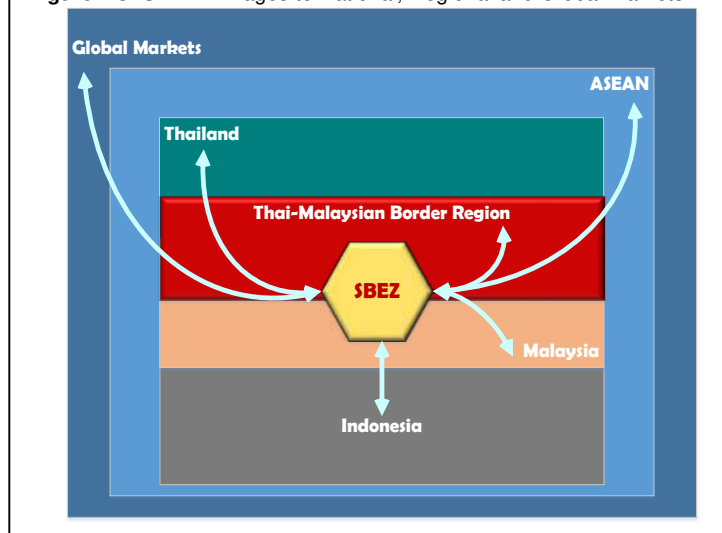 Global Markets
ASEAN
Thailand
Thai-Malaysian Border Region
SBEZ
Malaysia
Indonesia